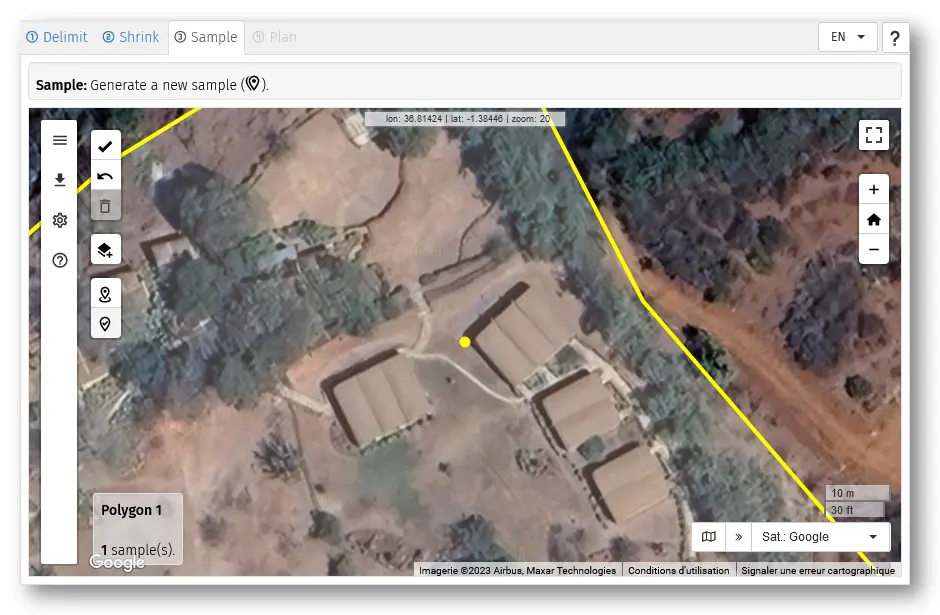 ① Delimit ② Shrink ③ Sample ④ Plan EN ?
Sample: Generate a new sample ( ).
lon: 36.81424 | lat: -1.38446 | zoom: 20
10 m
30 ft
Polygon 1
Sat.: Google
1 sample(s).
Google
Imagerie ©2023 Airbus, Maxar Technologies Conditions d'utilisation Signaler une erreur cartographique